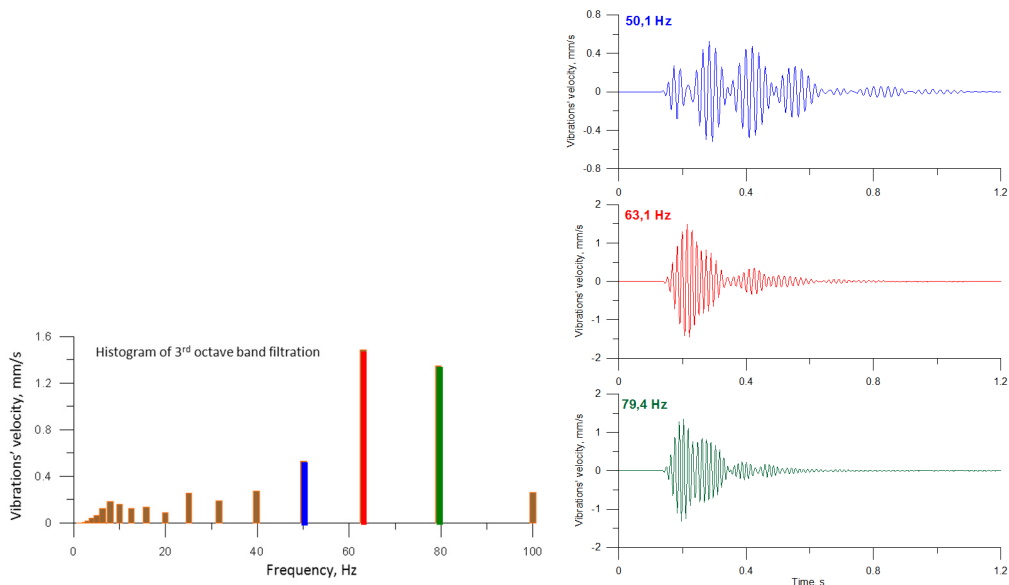 Histogram of 3rd octave band filtration
Vibrations' velocity, mm/s
1.6
1.2
0.8
0.4
0
0 20 40 60 80 100
Frequency, Hz
50,1 Hz
Vibrations' velocity, mm/s
0.8
0.4
0
-0.4
-0.8
0 0.4 0.8 1.2
63,1 Hz
Vibrations' velocity, mm/s
2
1
0
-1
-2
0 0.4 0.8 1.2
79,4 Hz
Vibrations' velocity, mm/s
2
1
0
-1
-2
0 0.4 0.8 1.2
Time, s